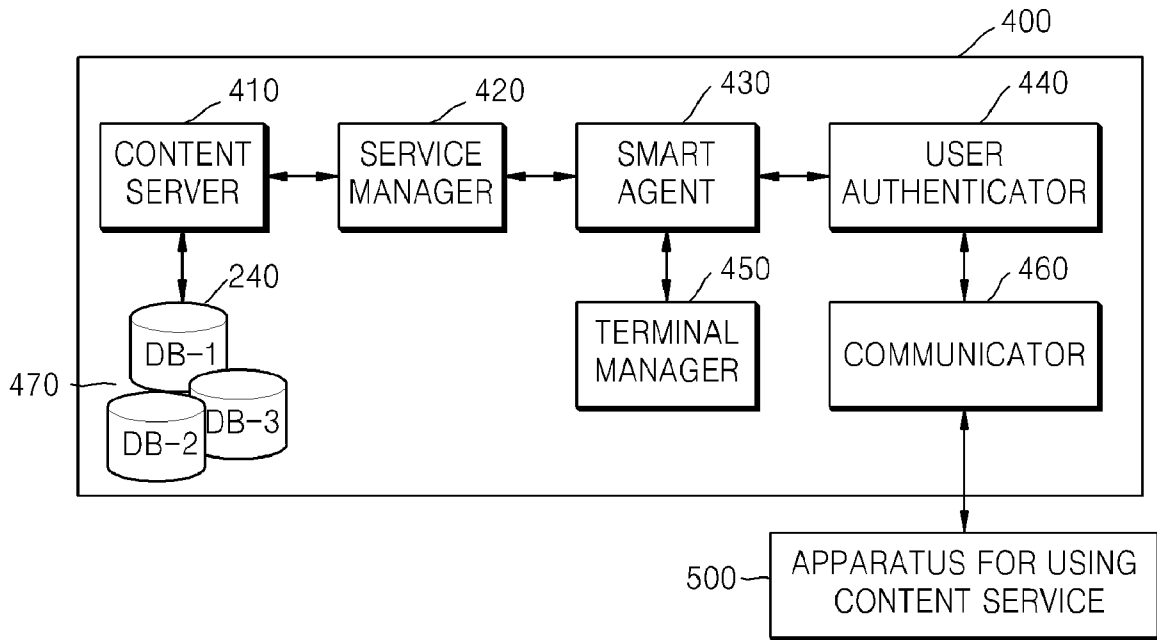 400
410
420
430
440
CONTENT
SERVER
SERVICE
MANAGER
SMART
AGENT
USER
AUTHENTICATOR
240
450
460
DB-1
470
DB-2
DB-3
TERMINAL
MANAGER
COMMUNICATOR
500
APPARATUS FOR USING
CONTENT SERVICE